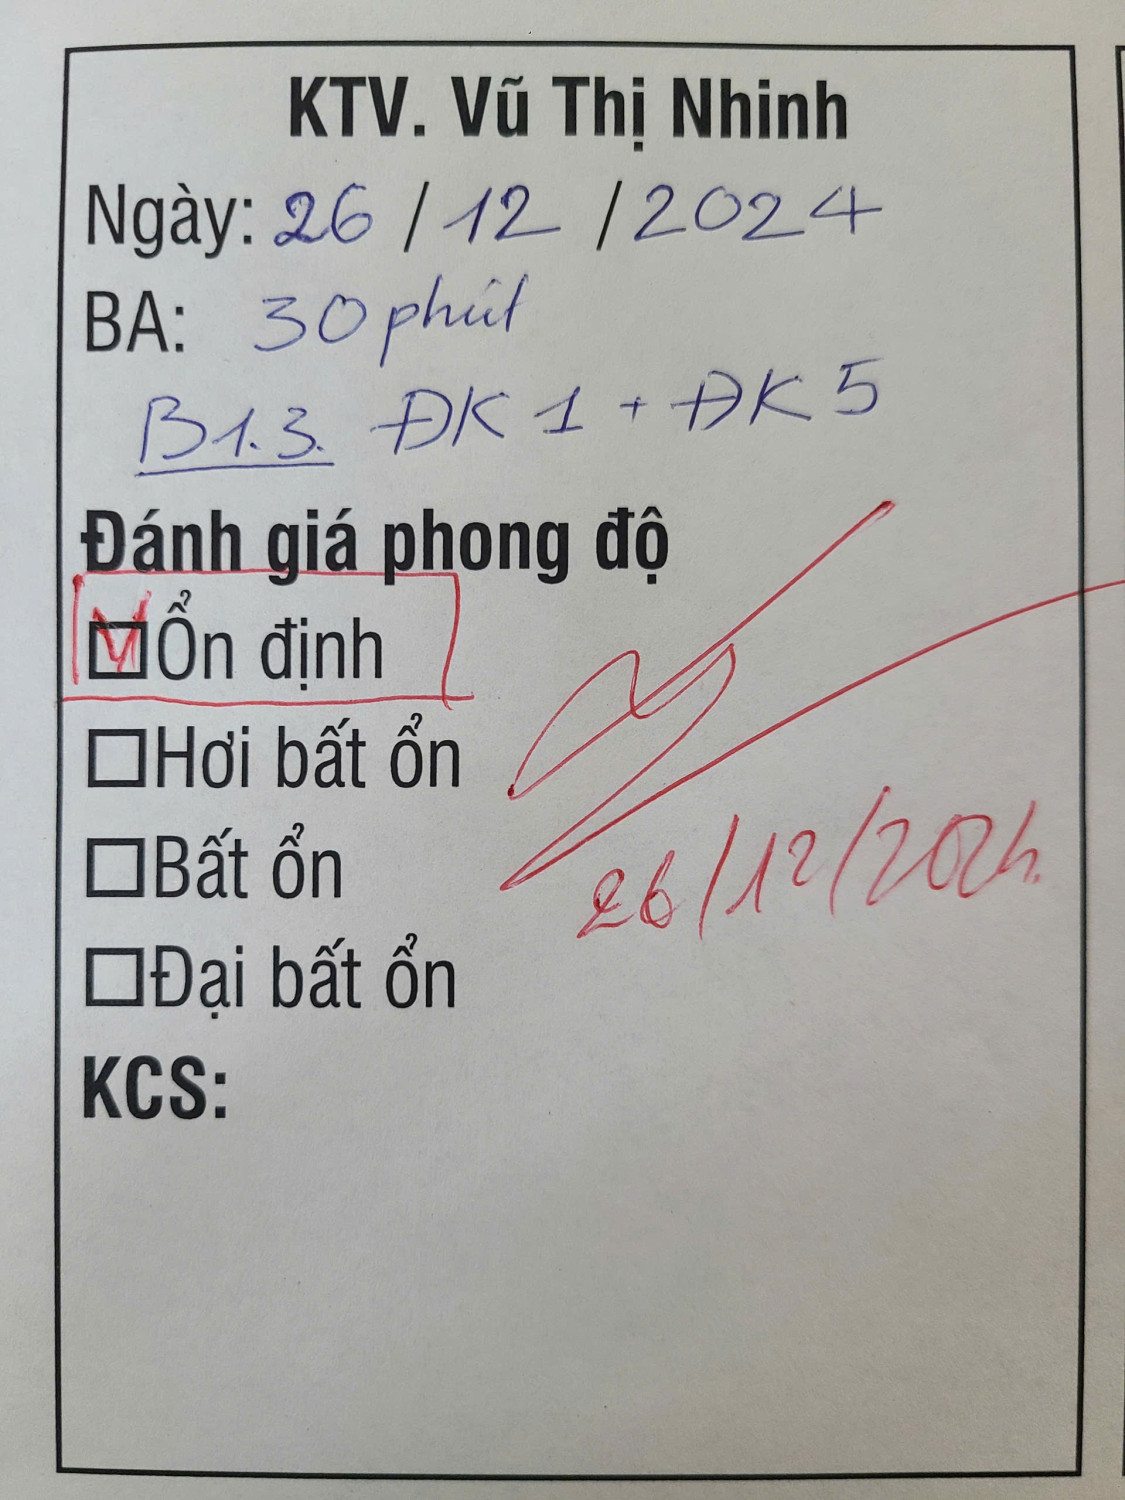 KTV. Vũ Thị Nhinh
Ngày: 26 / 12 / 2024
BA: 30 phút
B1.3. ĐK 1 + ĐK 5
Đánh giá phong độ
Ổn định
Hơi bất ổn
Bất ổn
26/12/2024.
Đại bất ổn
KCS: